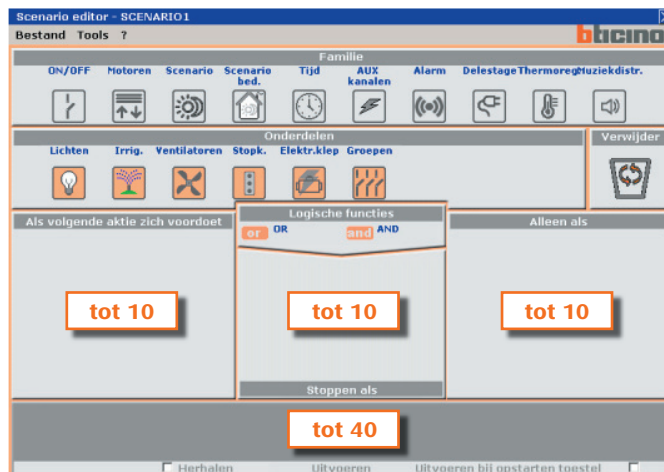 Scenario editor - SCENARIO1
Bestand Tools ?
bticino
Familie
ON/OFF Motoren Scenario Scenario bed. Tijd AUX kanalen Alarm Delestage Thermoreg Muziekdistr.
Onderdelen
Verwijder
Lichten Irrig. Ventilatoren Stopk. Elektr.klep Groepen
Als volgende aktie zich voordoet
Logische functies
Alleen als
or OR and AND
tot 10
tot 10
tot 10
Stoppen als
tot 40
Herhalen Uitvoeren Uitvoeren bij opstarten toestel